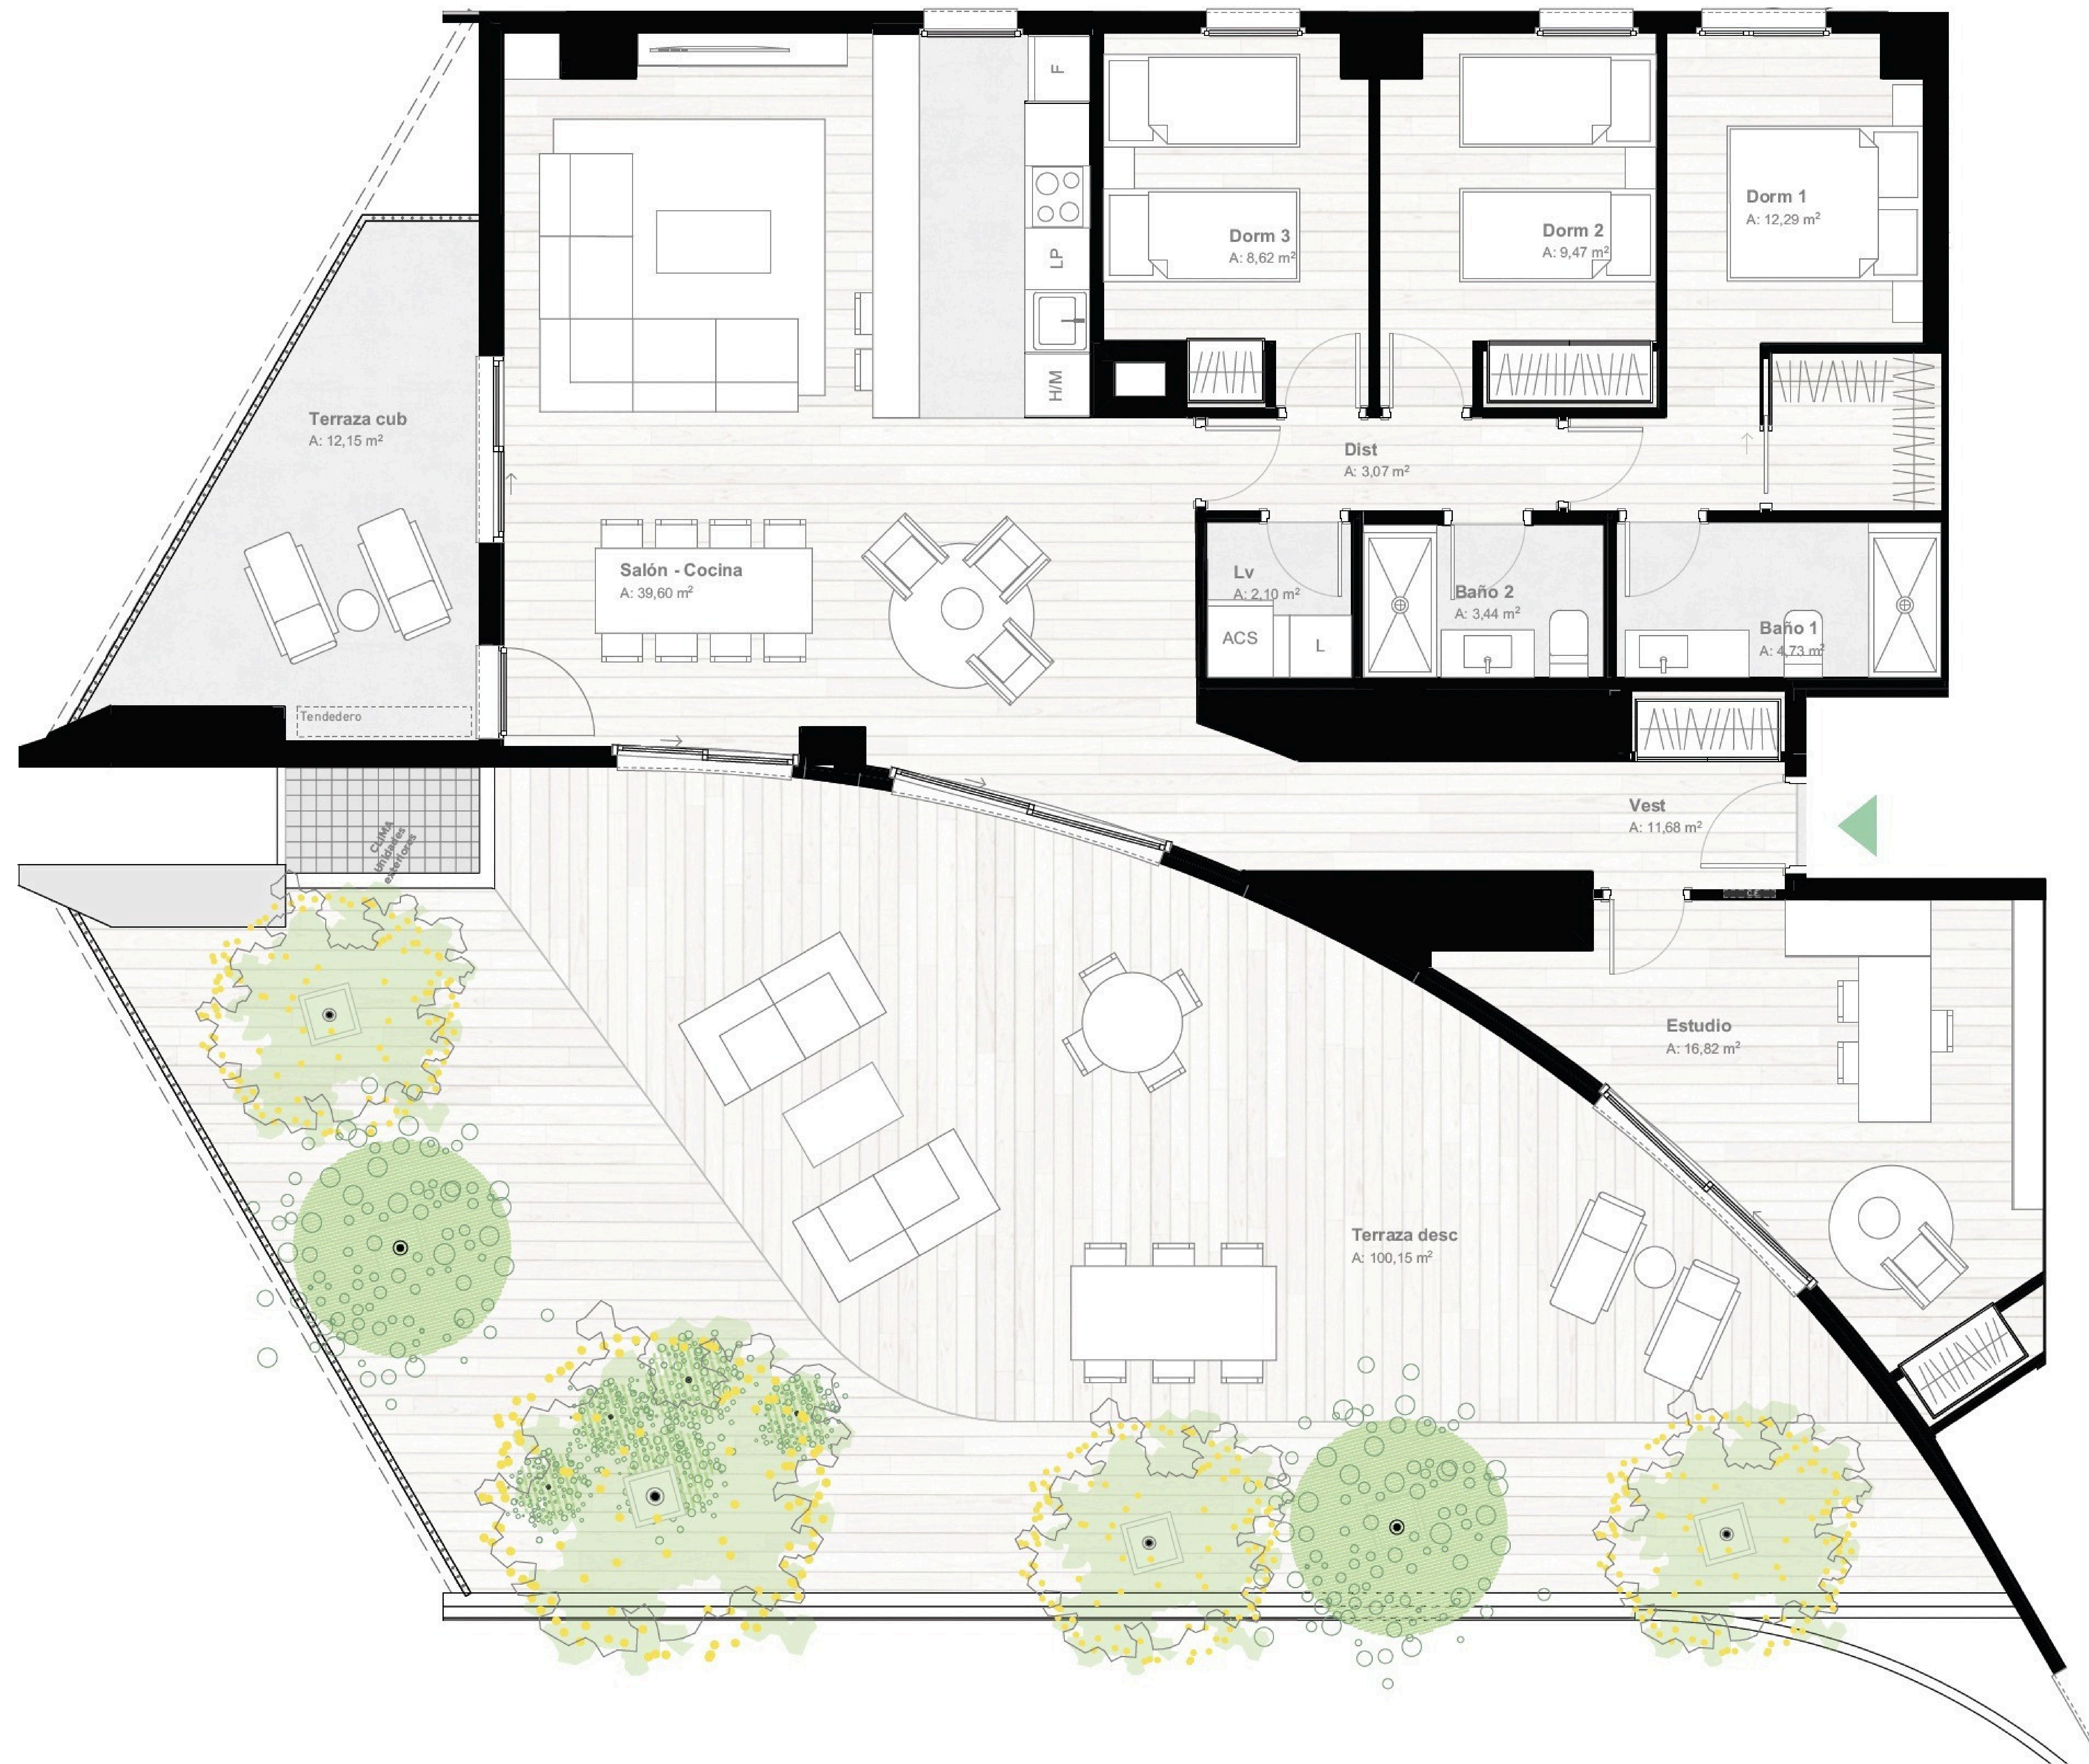 F
Dorm 1
A: 12,29 m²
Dorm 2
A: 9,47 m²
Dorm 3
A: 8,62 m²
LP
H/M
Terraza cub
A: 12,15 m²
Dist
A: 3,07 m²
Salón - Cocina
A: 39,60 m²
Lv
A: 2,10 m²
ACS
L
Baño 2
A: 3,44 m²
Baño 1
A: 4,73 m²
Tendedero
Vest
A: 11,68 m²
CLIMA
Unidades
exteriores
Estudio
A: 16,82 m²
Terraza desc
A: 100,15 m²